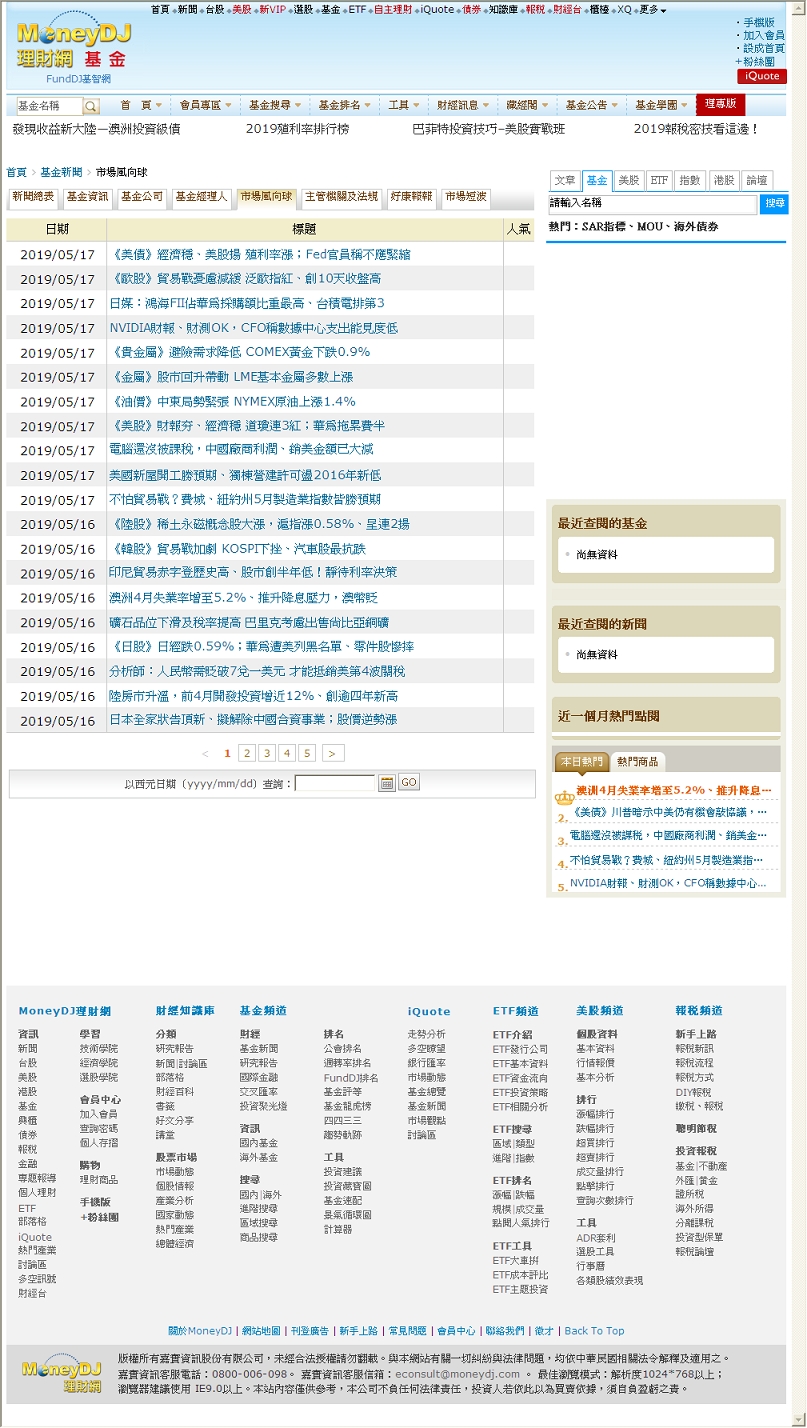 首頁 新聞 台股 美股 新VIP 選股 基金 ETF 自主理財 iQuote 債券 知識庫 報稅 財經台 櫃檯 XQ 更多
MoneyDJ
理財網 基金
FundDJ基智網
‧手機版
‧加入會員
‧設成首頁
+粉絲團
iQuote
基金名稱 首 頁 會員專區 基金搜尋 基金排名 工具 財經訊息 藏經閣 基金公告 基金學園 理專版
發現收益新大陸—澳洲投資級債 2019殖利率排行榜 巴菲特投資技巧-美股實戰班 2019報稅密技看這邊！
首頁 > 基金新聞 > 市場風向球
新聞總表 基金資訊 基金公司 基金經理人 市場風向球 主管機關及法規 好康報報 市場短波
文章 基金 美股 ETF 指數 港股 論壇
請輸入名稱 搜尋
熱門：SAR指標、MOU、海外債券
日期 標題 人氣
2019/05/17 《美債》經濟穩、美股揚 殖利率漲；Fed官員稱不應緊縮
2019/05/17 《歐股》貿易戰憂慮減緩 泛歐指紅、創10天收盤高
2019/05/17 日媒：鴻海FII佔華為採購額比重最高、台積電排第3
2019/05/17 NVIDIA財報、財測OK，CFO稱數據中心支出能見度低
2019/05/17 《貴金屬》避險需求降低 COMEX黃金下跌0.9%
2019/05/17 《金屬》股市回升帶動 LME基本金屬多數上漲
2019/05/17 《油價》中東局勢緊張 NYMEX原油上漲1.4%
2019/05/17 《美股》財報夯、經濟穩 道瓊連3紅；華為拖累費半
2019/05/17 電腦還沒被課稅，中國廠商利潤、銷美金額已大減
2019/05/17 美國新屋開工勝預期、獨棟營建許可盪2016年新低
2019/05/17 不怕貿易戰？費城、紐約州5月製造業指數皆勝預期
2019/05/16 《陸股》稀土永磁概念股大漲，滬指漲0.58%、呈連2揚
2019/05/16 《韓股》貿易戰加劇 KOSPI下挫、汽車股最抗跌
2019/05/16 印尼貿易赤字登歷史高、股市創半年低！靜待利率決策
2019/05/16 澳洲4月失業率增至5.2%、推升降息壓力，澳幣貶
2019/05/16 礦石品位下滑及稅率提高 巴里克考慮出售尚比亞銅礦
2019/05/16 《日股》日經跌0.59%；華為遭美列黑名單、零件股慘摔
2019/05/16 分析師：人民幣需貶破7兌一美元 才能抵銷美第4波關稅
2019/05/16 陸房市升溫，前4月開發投資增近12%、創逾四年新高
2019/05/16 日本全家狀告頂新、擬解除中國合資事業；股價逆勢漲
< 1 2 3 4 5 >
以西元日期（yyyy/mm/dd）查詢： GO
最近查閱的基金
尚無資料
最近查閱的新聞
尚無資料
近一個月熱門點閱
本日熱門 熱門商品
澳洲4月失業率增至5.2%、推升降息…
2. 《美債》川普暗示中美仍有機會敲協議，…
3. 電腦還沒被課稅，中國廠商利潤、銷美金…
4. 不怕貿易戰？費城、紐約州5月製造業指…
5. NVIDIA財報、財測OK，CFO稱數據中心…
MoneyDJ理財網
資訊
新聞
台股
美股
港股
基金
興櫃
債券
報稅
金融
專題報導
個人理財
ETF
部落格
iQuote
熱門產業
討論區
多空訊號
財經台
學習
技術學院
經濟學院
選股學院
會員中心
加入會員
查詢密碼
個人存摺
購物
理財商品
手機版
+粉絲團
財經知識庫
分類
研究報告
新聞|討論區
部落格
財經百科
書籤
好文分享
講堂
股票市場
市場動態
個股情報
產業分析
國家動態
熱門產業
總體經濟
基金頻道
財經
基金新聞
研究報告
國際金融
交叉匯率
投資聚光燈
資訊
國內基金
海外基金
搜尋
國內|海外
進階搜尋
區域搜尋
商品搜尋
排名
公會排名
週轉率排名
FundDJ排名
基金評等
基金龍虎榜
四四三三
趨勢軌跡
工具
投資建議
投資藏寶圖
基金速配
景氣循環圖
計算器
iQuote
走勢分析
多空瞭望
銀行匯率
市場動態
基金總覽
基金新聞
市場觀點
討論區
ETF頻道
ETF介紹
ETF發行公司
ETF基本資料
ETF資金流向
ETF投資策略
ETF相關分析
ETF搜尋
區域|類型
進階|指數
ETF排名
漲幅|跌幅
規模|成交量
點閱人氣排行
ETF工具
ETF大車拚
ETF成本評比
ETF主題投資
美股頻道
個股資料
基本資料
行情報價
基本分析
排行
漲幅排行
跌幅排行
超買排行
超賣排行
成交量排行
點擊排行
查詢次數排行
工具
ADR套利
選股工具
行事曆
各類股績效表現
報稅頻道
新手上路
報稅新訊
報稅流程
報稅方式
DIY報稅
繳稅、報稅
聰明節稅
投資報稅
基金|不動產
外匯|黃金
證所稅
海外所得
分離課稅
投資型保單
報稅論壇
關於MoneyDJ | 網站地圖 | 刊登廣告 | 新手上路 | 常見問題 | 會員中心 | 聯絡我們 | 徵才 | Back To Top
MoneyDJ
理財網
版權所有嘉實資訊股份有限公司，未經合法授權請勿翻載。與本網站有關一切糾紛與法律問題，均依中華民國相關法令解釋及適用之。
嘉實資訊客服電話：0800-006-098。 嘉實資訊客服信箱：econsult@moneydj.com 。 最佳瀏覽模式：解析度1024*768以上；
瀏覽器建議使用 IE9.0以上。本站內容僅供參考，本公司不負任何法律責任，投資人若依此以為買賣依據，須自負盈虧之責。